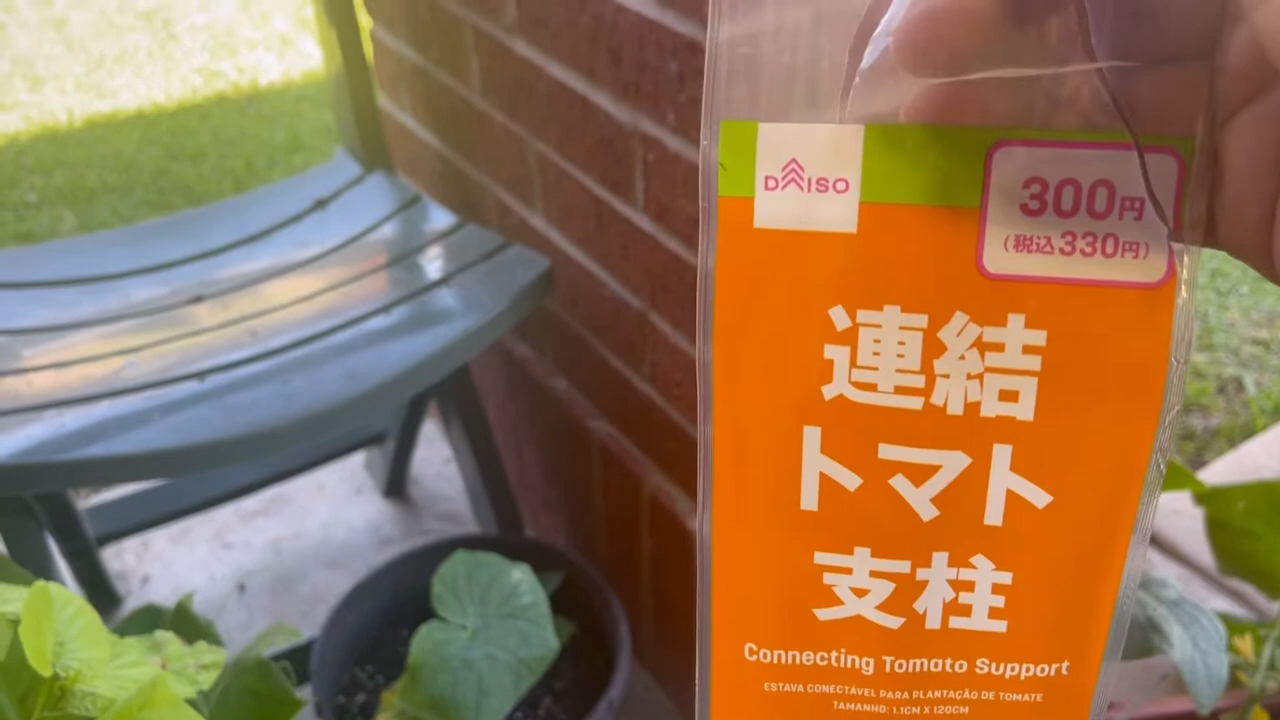 DAISO
300円
(税込330円)
連結
トマト
支柱
Connecting Tomato Support
ESTAVA CONECTÁVEL PARA PLANTAÇÃO DE TOMATE
TAMANHO: 1.1CM X 120CM